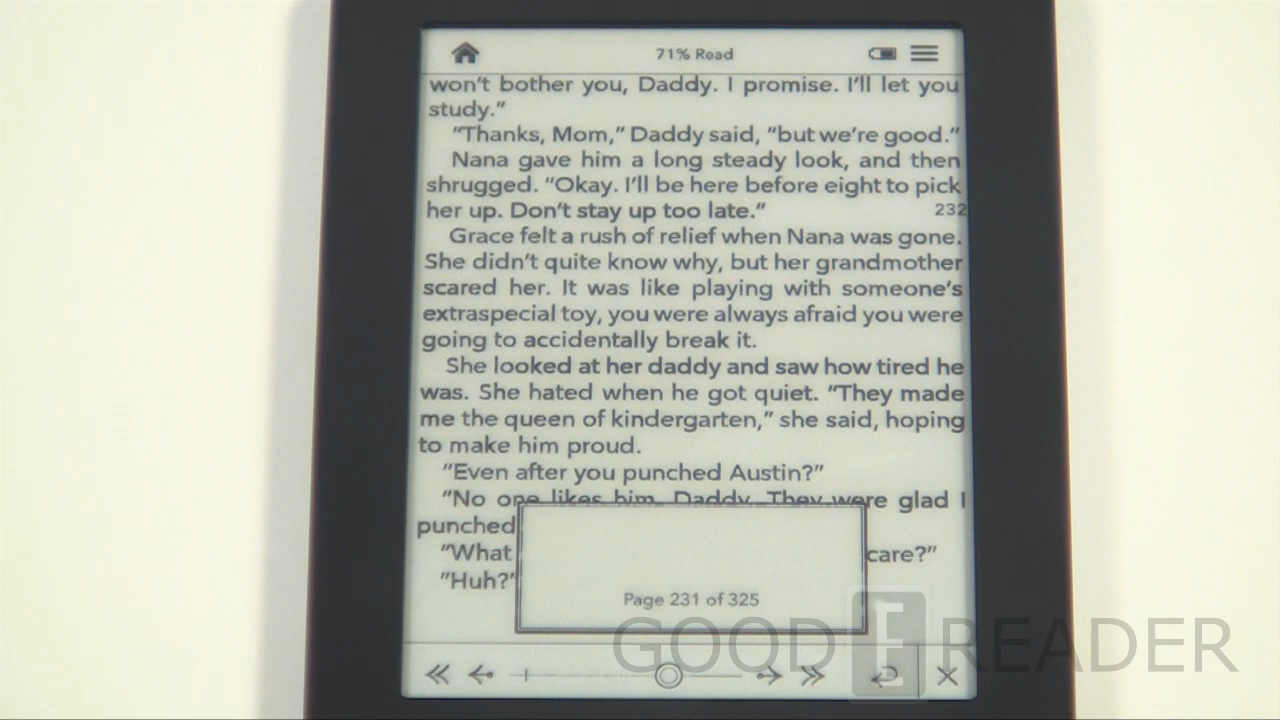 71% Read
won't bother you, Daddy. I promise. I'll let you
study."
"Thanks, Mom," Daddy said, "but we're good."
Nana gave him a long steady look, and then
shrugged. "Okay. I'll be here before eight to pick
her up. Don't stay up too late."
232
Grace felt a rush of relief when Nana was gone.
She didn't quite know why, but her grandmother
scared her. It was like playing with someone's
extraspecial toy, you were always afraid you were
going to accidentally break it.
She looked at her daddy and saw how tired he
was. She hated when he got quiet. "They made
me the queen of kindergarten," she said, hoping
to make him proud.
"Even after you punched Austin?"
"No one likes him, Daddy. They were glad I
punched
"What care?"
"Huh?"
Page 231 of 325
GOOD E READER